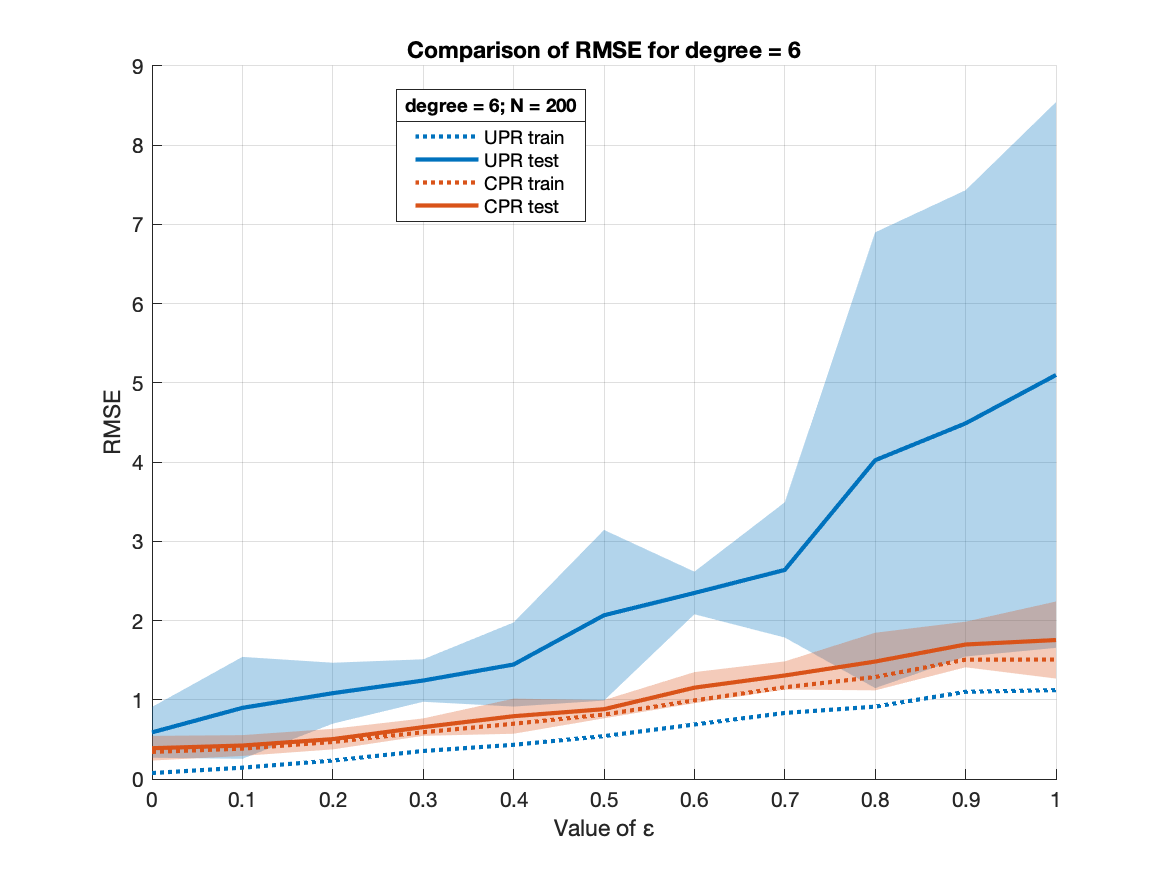 Comparison of RMSE for degree = 6
9
8
7
6
5
4
3
2
1
0
RMSE
degree = 6; N = 200
UPR train
UPR test
CPR train
CPR test
0 0.1 0.2 0.3 0.4 0.5 0.6 0.7 0.8 0.9 1
Value of ε